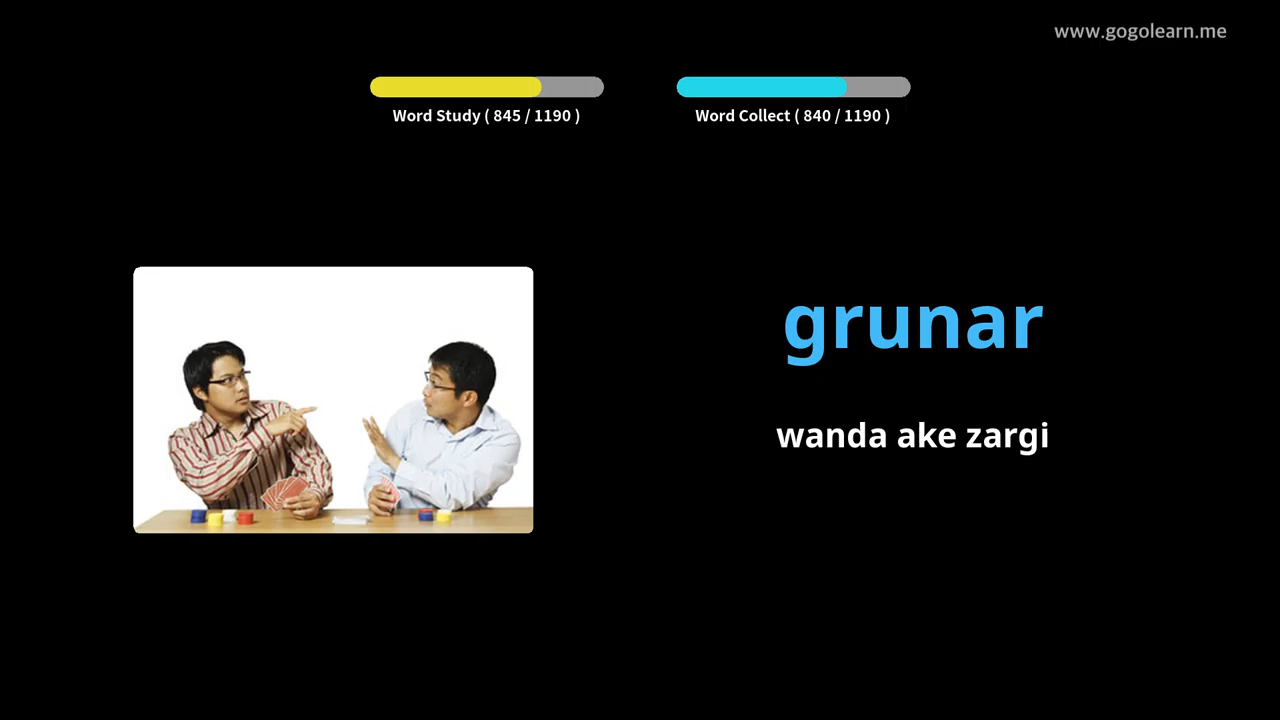 www.gogolearn.me
Word Study ( 845 / 1190 )
Word Collect ( 840 / 1190 )
grunar
wanda ake zargi